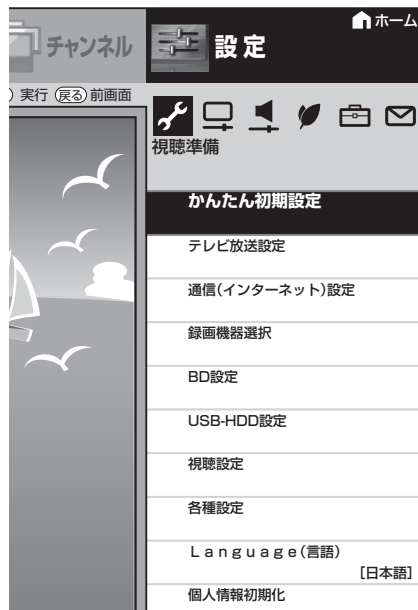 ホーム
チャンネル
設定
実行 戻る 前画面
視聴準備
かんたん初期設定
テレビ放送設定
通信(インターネット)設定
録画機器選択
BD設定
USB-HDD設定
視聴設定
各種設定
Language(言語)
[日本語]
個人情報初期化